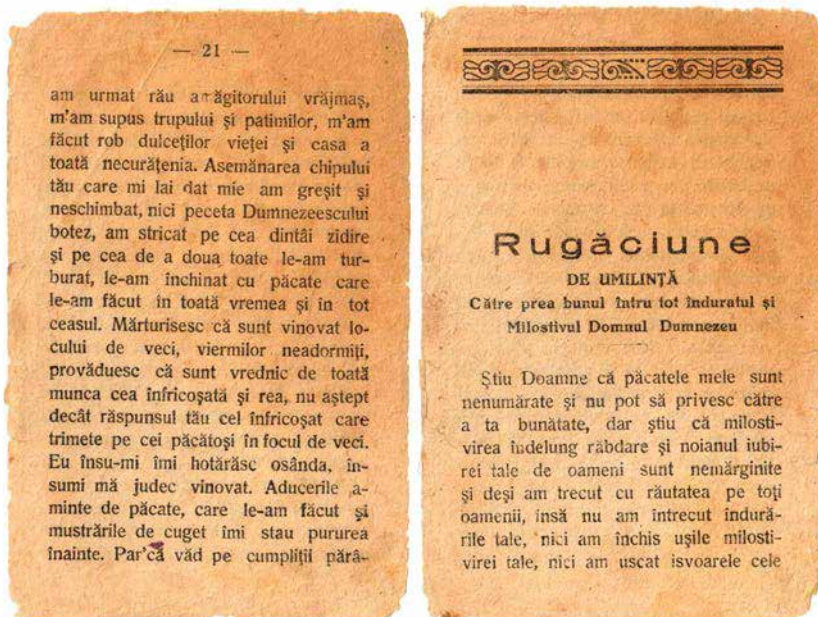 — 21 —
am urmat rău amăgitorului vrăjmaș,
m'am supus trupului și patimilor, m'am
făcut rob dulceților vieței și casa a
toată necurățenia. Asemănarea chipului
tău care mi lai dat mie am greșit și
neschimbat, nici peceta Dumnezeescului
botez, am stricat pe cea dintâi zidire
și pe cea de a doua toate le-am tur-
burat, le-am închinat cu păcate care
le-am făcut în toată vremea și în tot
ceasul. Mărturisesc că sunt vinovat lo-
cului de veci, viermilor neadormiți,
provăduesc că sunt vrednic de toată
munca cea înfricoșată și rea, nu aștept
decât răspunsul tău cel înfricoșat care
trimete pe cei păcătoși în focul de veci.
Eu însu-mi îmi hotărăsc osânda, în-
sumi mă judec vinovat. Aducerile a-
minte de păcate, care le-am făcut și
mustrările de cuget îmi stau pururea
înainte. Par'că văd pe cumpliții pârâ-
Rugăciune
DE UMILINȚĂ
Către prea bunul întru tot înduratul și
Milostivul Domnul Dumnezeu
Știu Doamne că păcatele mele sunt
nenumărate și nu pot să privesc către
a ta bunătate, dar știu că milosti-
virea îndelung răbdare și noianul iubi-
rei tale de oameni sunt nemărginite
și deși am trecut cu răutatea pe toți
oamenii, însă nu am întrecut îndură-
rile tale, nici am închis ușile milosti-
virei tale, nici am uscat isvoarele cele